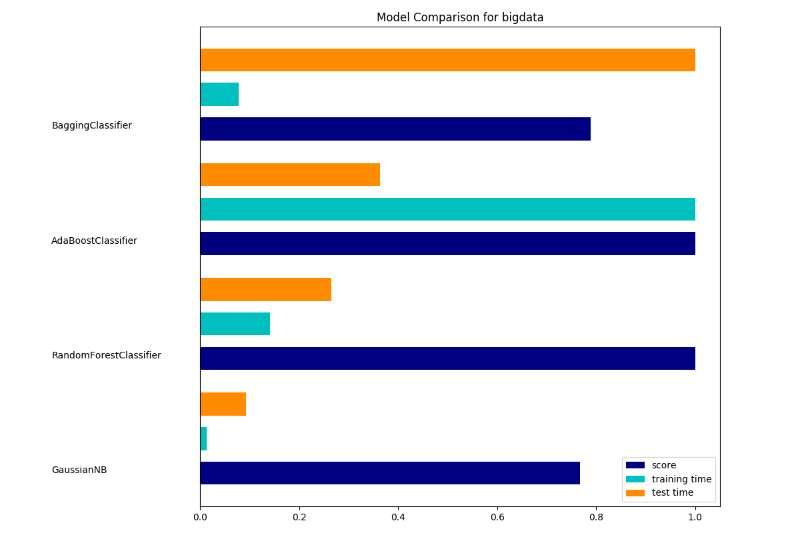 Model Comparison for bigdata
BaggingClassifier
AdaBoostClassifier
RandomForestClassifier
GaussianNB
score
training time
test time
0.0 0.2 0.4 0.6 0.8 1.0